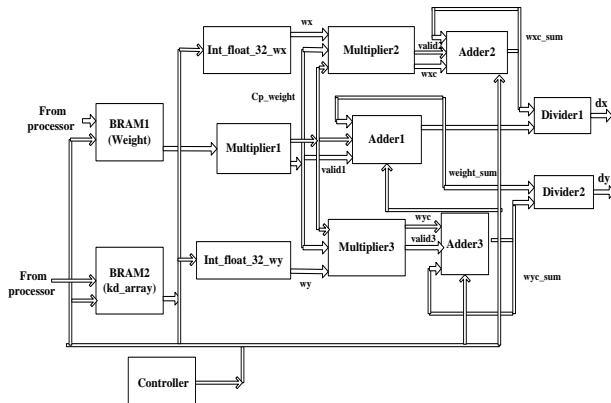 wx
wxc_sum
Int_float_32_wx
Multiplier2
valid2
Adder2
wxc
Cp_weight
From
processor
BRAM1
(Weight)
Multiplier1
Adder1
Divider1
dx
valid1
weight_sum
Divider2
dy
From
processor
BRAM2
(kd_array)
Int_float_32_wy
wy
Multiplier3
wyc
valid3
Adder3
wyc_sum
Controller